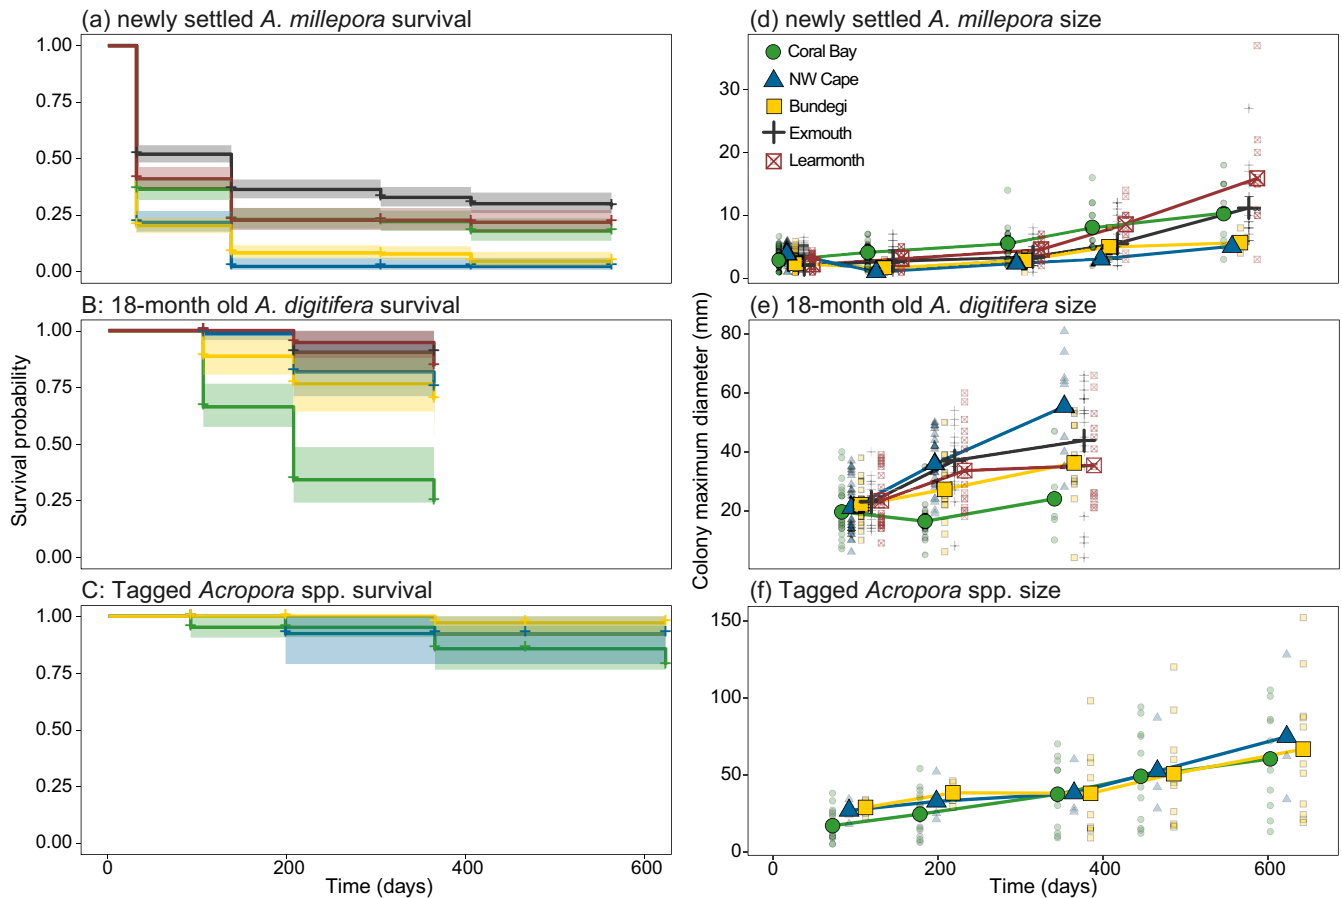 (a) newly settled A. millepora survival
1.00
0.75
0.50
0.25
0.00
B: 18-month old A. digitifera survival
1.00
0.75
0.50
0.25
0.00
Survival probability
C: Tagged Acropora spp. survival
1.00
0.75
0.50
0.25
0.00
0 200 400 600
Time (days)
(d) newly settled A. millepora size
Coral Bay
NW Cape
Bundegi
Exmouth
Learmonth
30
20
10
0
(e) 18-month old A. digitifera size
80
60
40
20
Colony maximum diameter (mm)
(f) Tagged Acropora spp. size
150
100
50
0
0 200 400 600
Time (days)